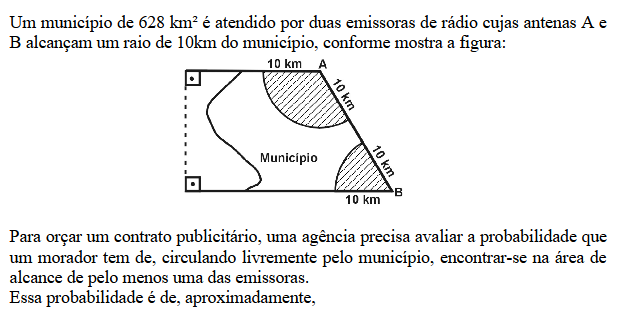 Um município de 628 km² é atendido por duas emissoras de rádio cujas antenas A e
B alcançam um raio de 10km do município, conforme mostra a figura:
10 km A
10 km
Município
10 km
B
10 km
Para orçar um contrato publicitário, uma agência precisa avaliar a probabilidade que
um morador tem de, circulando livremente pelo município, encontrar-se na área de
alcance de pelo menos uma das emissoras.
Essa probabilidade é de, aproximadamente,